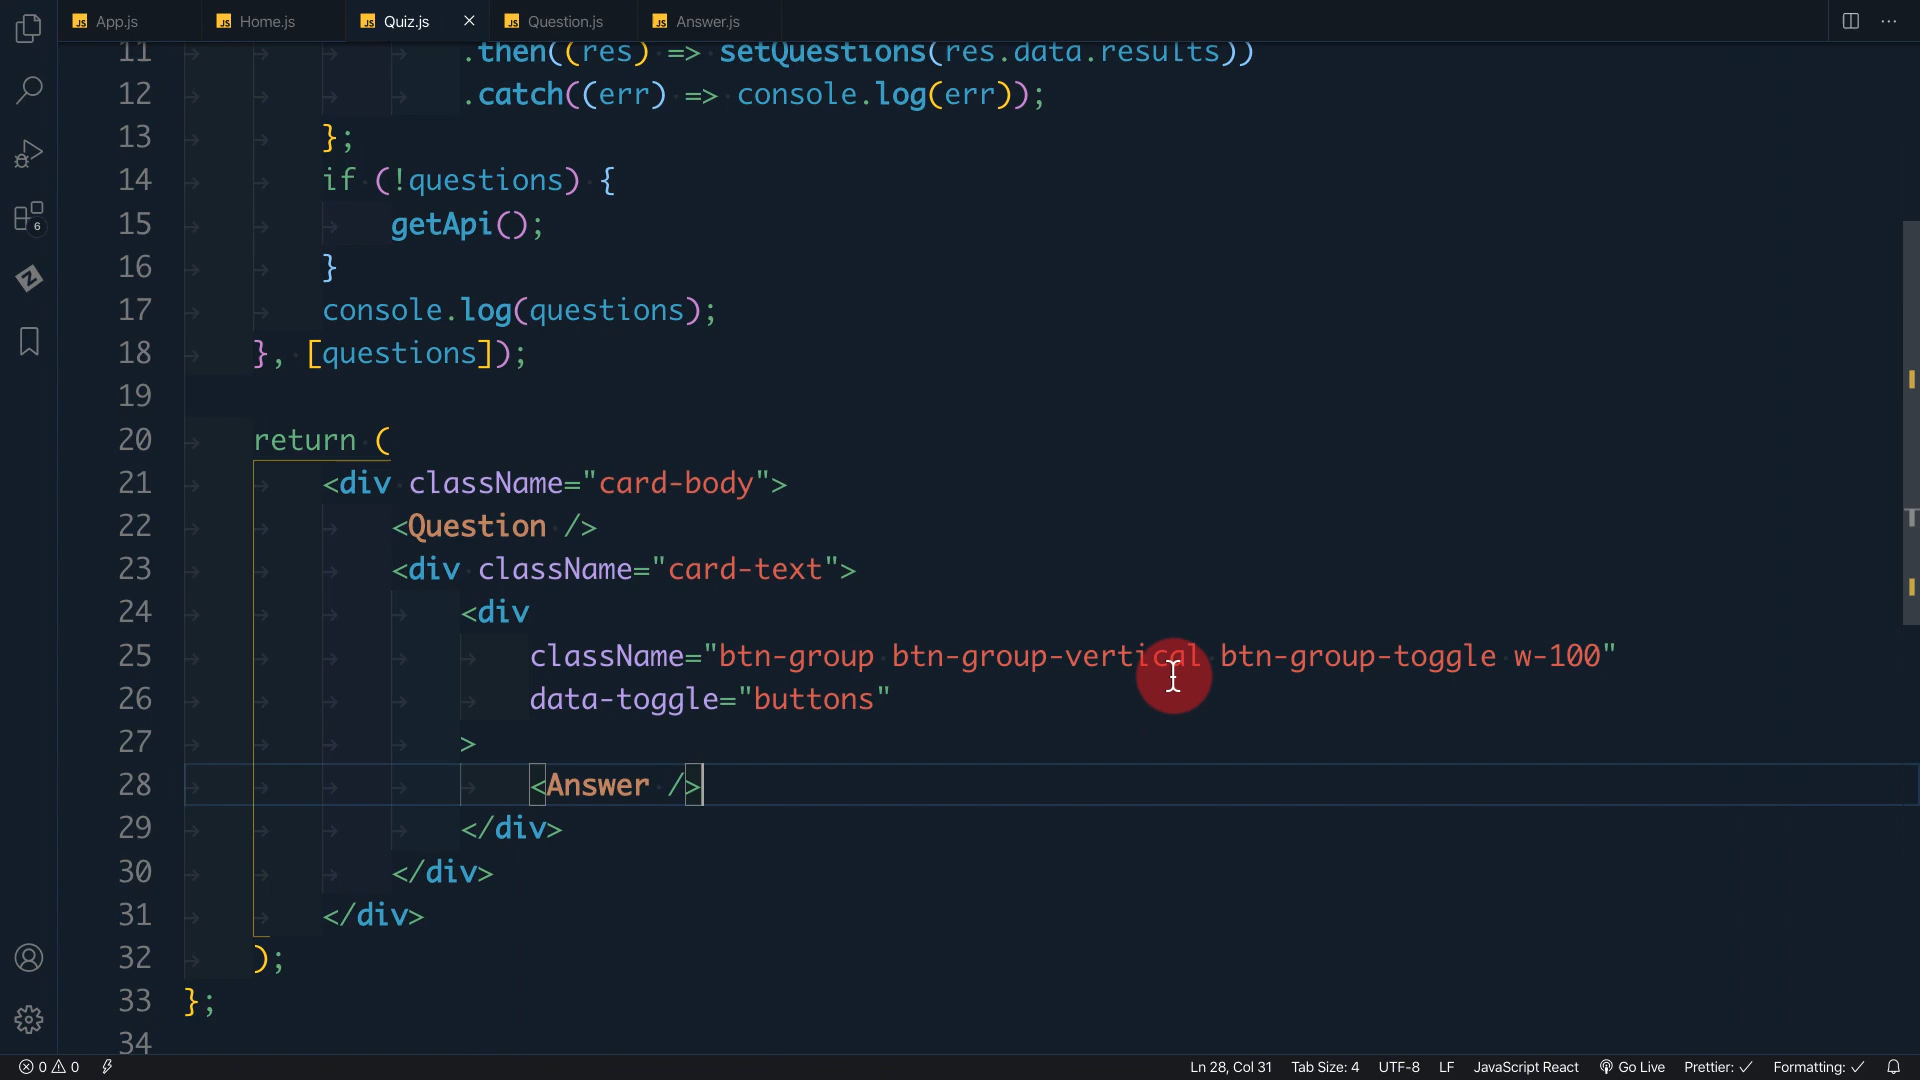 App.js
Home.js
Quiz.js
Question.js
Answer.js
11 .then((res) => setQuestions(res.data.results))
12 .catch((err) => console.log(err));
13 };
14 if (!questions) {
15 getApi();
16 }
17 console.log(questions);
18 }, [questions]);
19
20 return (
21 <div className="card-body">
22 <Question />
23 <div className="card-text">
24 <div
25 className="btn-group btn-group-vertical btn-group-toggle w-100"
26 data-toggle="buttons"
27 >
28 <Answer />
29 </div>
30 </div>
31 </div>
32 );
33 };
34
6
0 0
Ln 28, Col 31
Tab Size: 4
UTF-8
LF
JavaScript React
Go Live
Prettier: ✓
Formatting: ✓